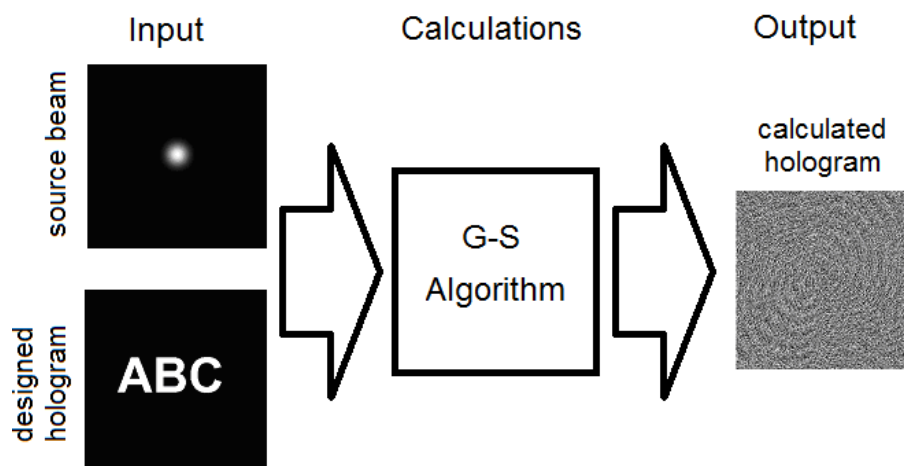 Input
Calculations
Output
source beam
designed
hologram
ABC
G-S
Algorithm
calculated
hologram